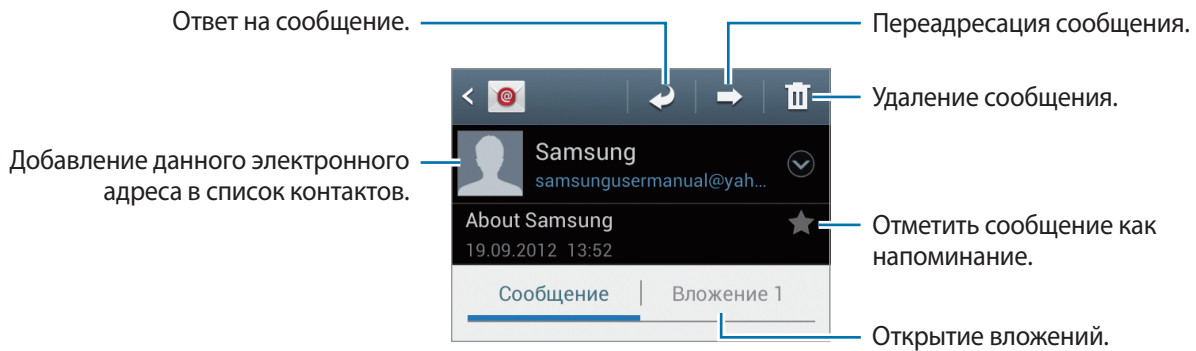 Ответ на сообщение.
Переадресация сообщения.
Удаление сообщения.
Добавление данного электронного
адреса в список контактов.
Samsung
samsungusermanual@yah...
About Samsung
19.09.2012 13:52
Отметить сообщение как
напоминание.
Сообщение
Вложение 1
Открытие вложений.